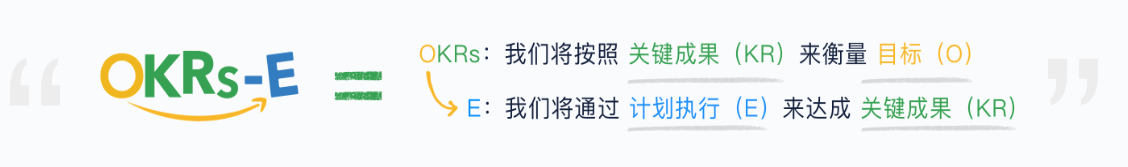 OKRs-E
OKRs：我们将按照 关键成果（KR）来衡量 目标（O）
E：我们将通过 计划执行（E）来达成 关键成果（KR）